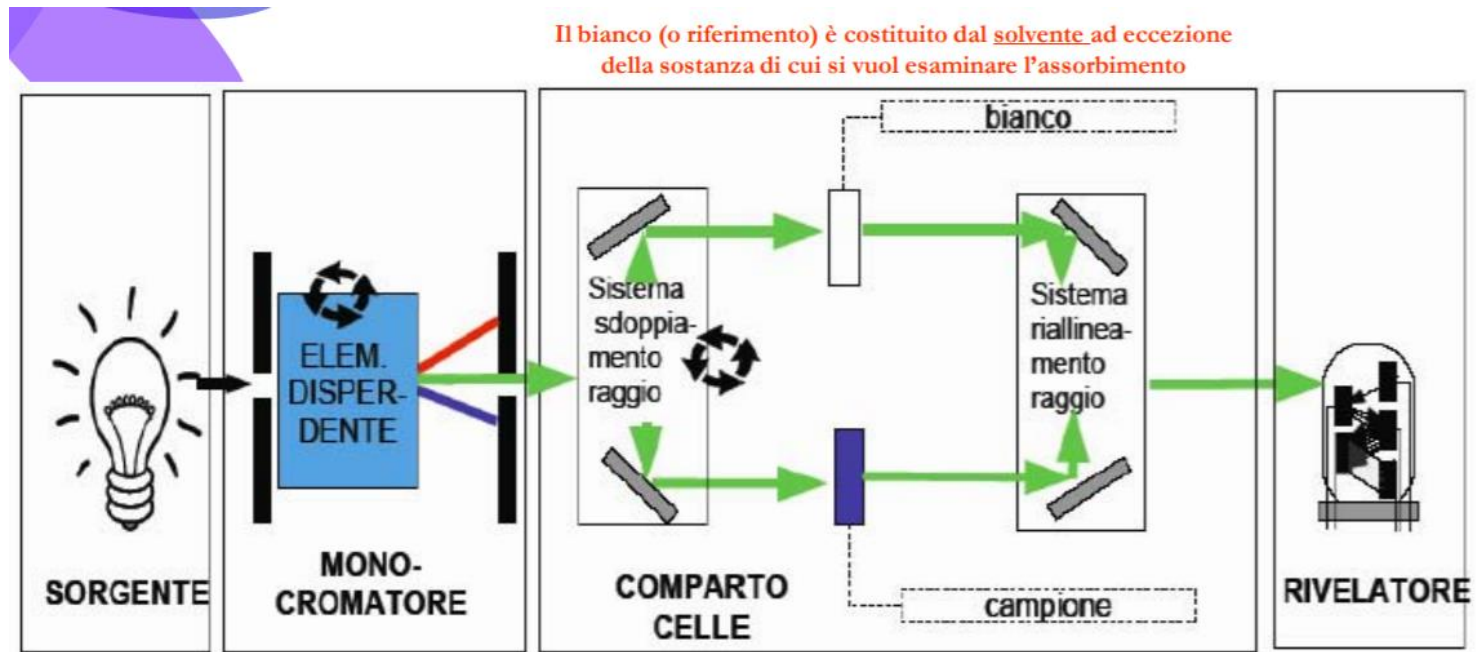 Il bianco (o riferimento) è costituito dal solvente ad eccezione
della sostanza di cui si vuol esaminare l'assorbimento
bianco
Sistema
sdoppia-
mento
raggio
Sistema
riallinea-
mento
raggio
ELEM.
DISPER-
DENTE
SORGENTE
MONO-
CROMATORE
COMPARTO
CELLE
campione
RIVELATORE